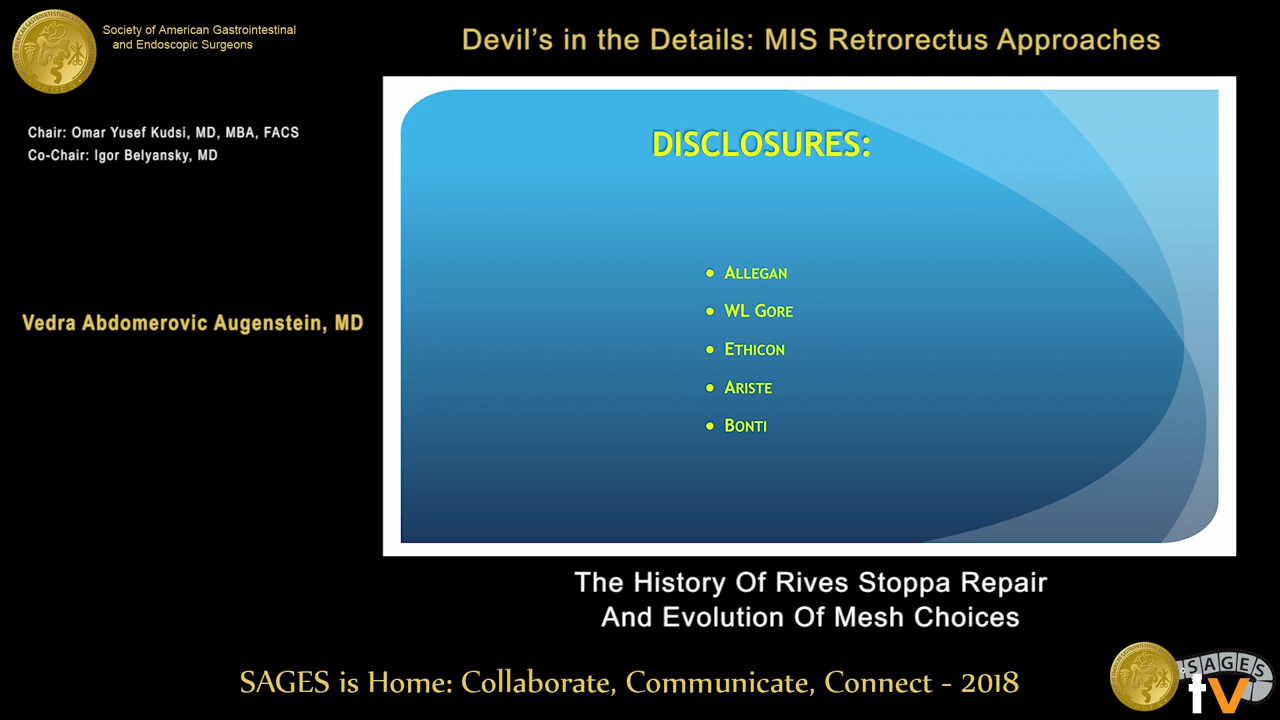 Society of American Gastrointestinal
and Endoscopic Surgeons
Devil's in the Details: MIS Retrorectus Approaches
Chair: Omar Yusef Kudsi, MD, MBA, FACS
Co-Chair: Igor Belyansky, MD
Vedra Abdomerovic Augenstein, MD
DISCLOSURES:
• ALLEGAN
• WL GORE
• ETHICON
• ARISTE
• BONTI
The History Of Rives Stoppa Repair
And Evolution Of Mesh Choices
SAGES is Home: Collaborate, Communicate, Connect - 2018
SAGES
tv